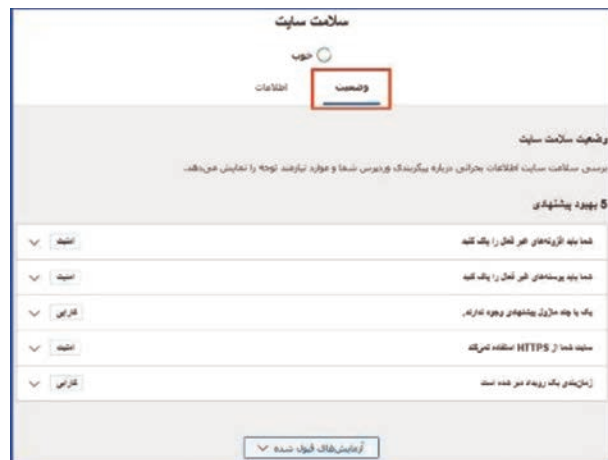 سلامت سایت
خوب
وضعیت
اطلاعات
وضعیت سلامت سایت
بررسی سلامت سایت اطلاعات بحرانی درباره پیکربندی وردپرس شما و موارد نیازمند توجه را نمایش می‌دهد.
5 بهبود پیشنهادی
شما باید افزونه‌های غیر فعال را پاک کنید امنیت
شما باید پوسته‌های غیر فعال را پاک کنید امنیت
یک یا چند ماژول پیشنهادی وجود ندارند. کارایی
سایت شما از HTTPS استفاده نمی‌کند امنیت
زمان‌بندی یک رویداد دیر شده است کارایی
آزمایش‌های قبول شده